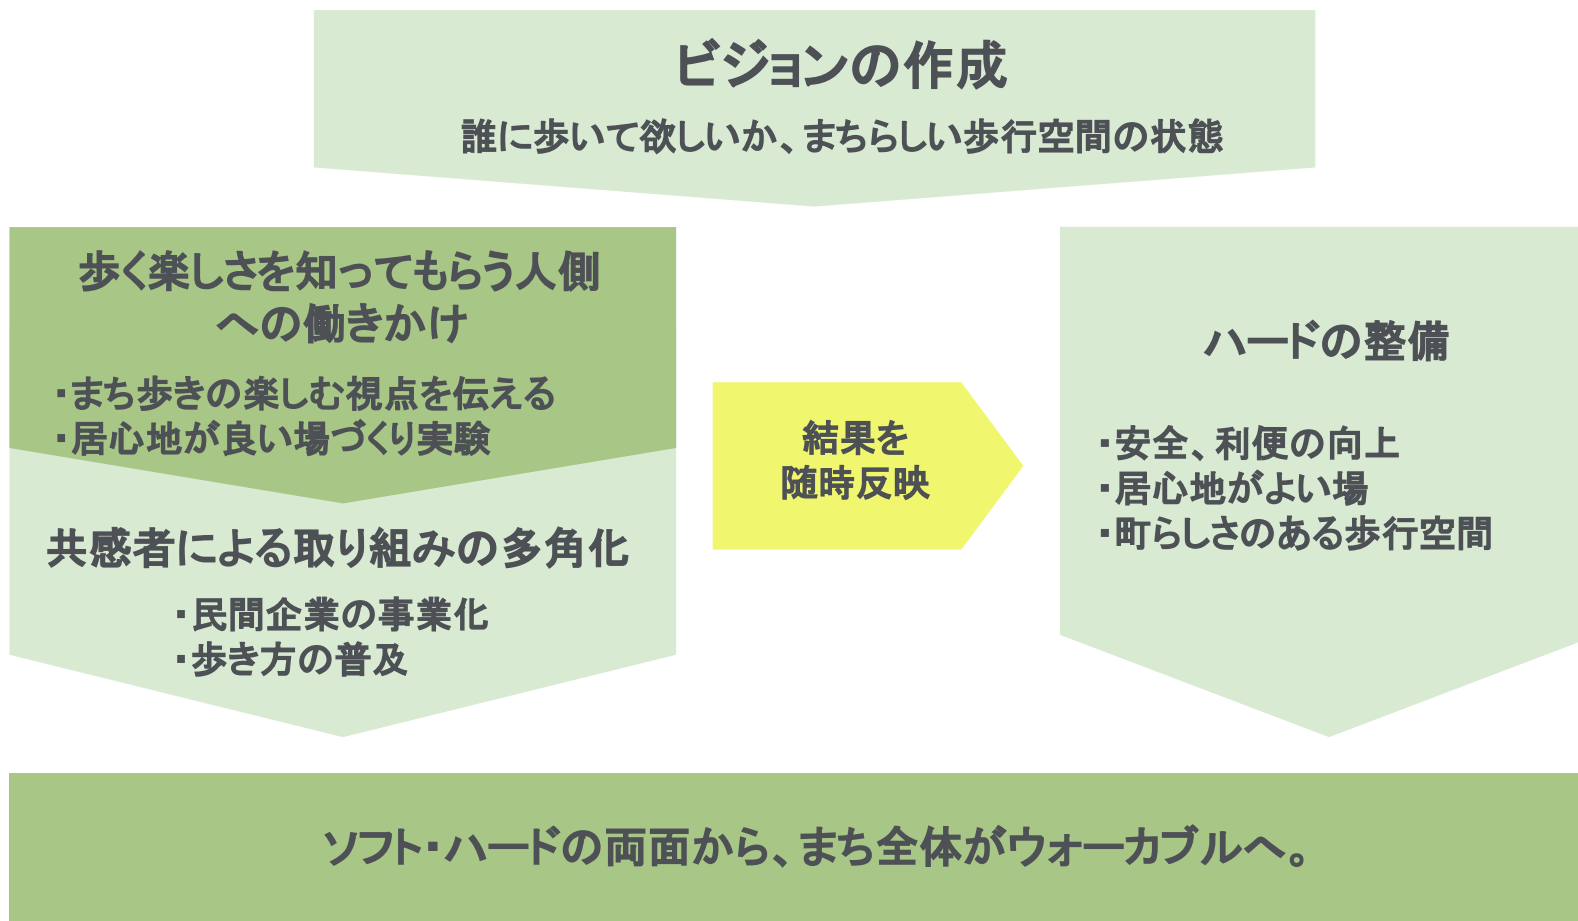 ビジョンの作成
誰に歩いて欲しいか、まちらしい歩行空間の状態
歩く楽しさを知ってもらう人側
への働きかけ
・まち歩きの楽しむ視点を伝える
・居心地が良い場づくり実験
共感者による取り組みの多角化
・民間企業の事業化
・歩き方の普及
結果を
随時反映
ハードの整備
・安全、利便の向上
・居心地がよい場
・町らしさのある歩行空間
ソフト・ハードの両面から、まち全体がウォーカブルへ。